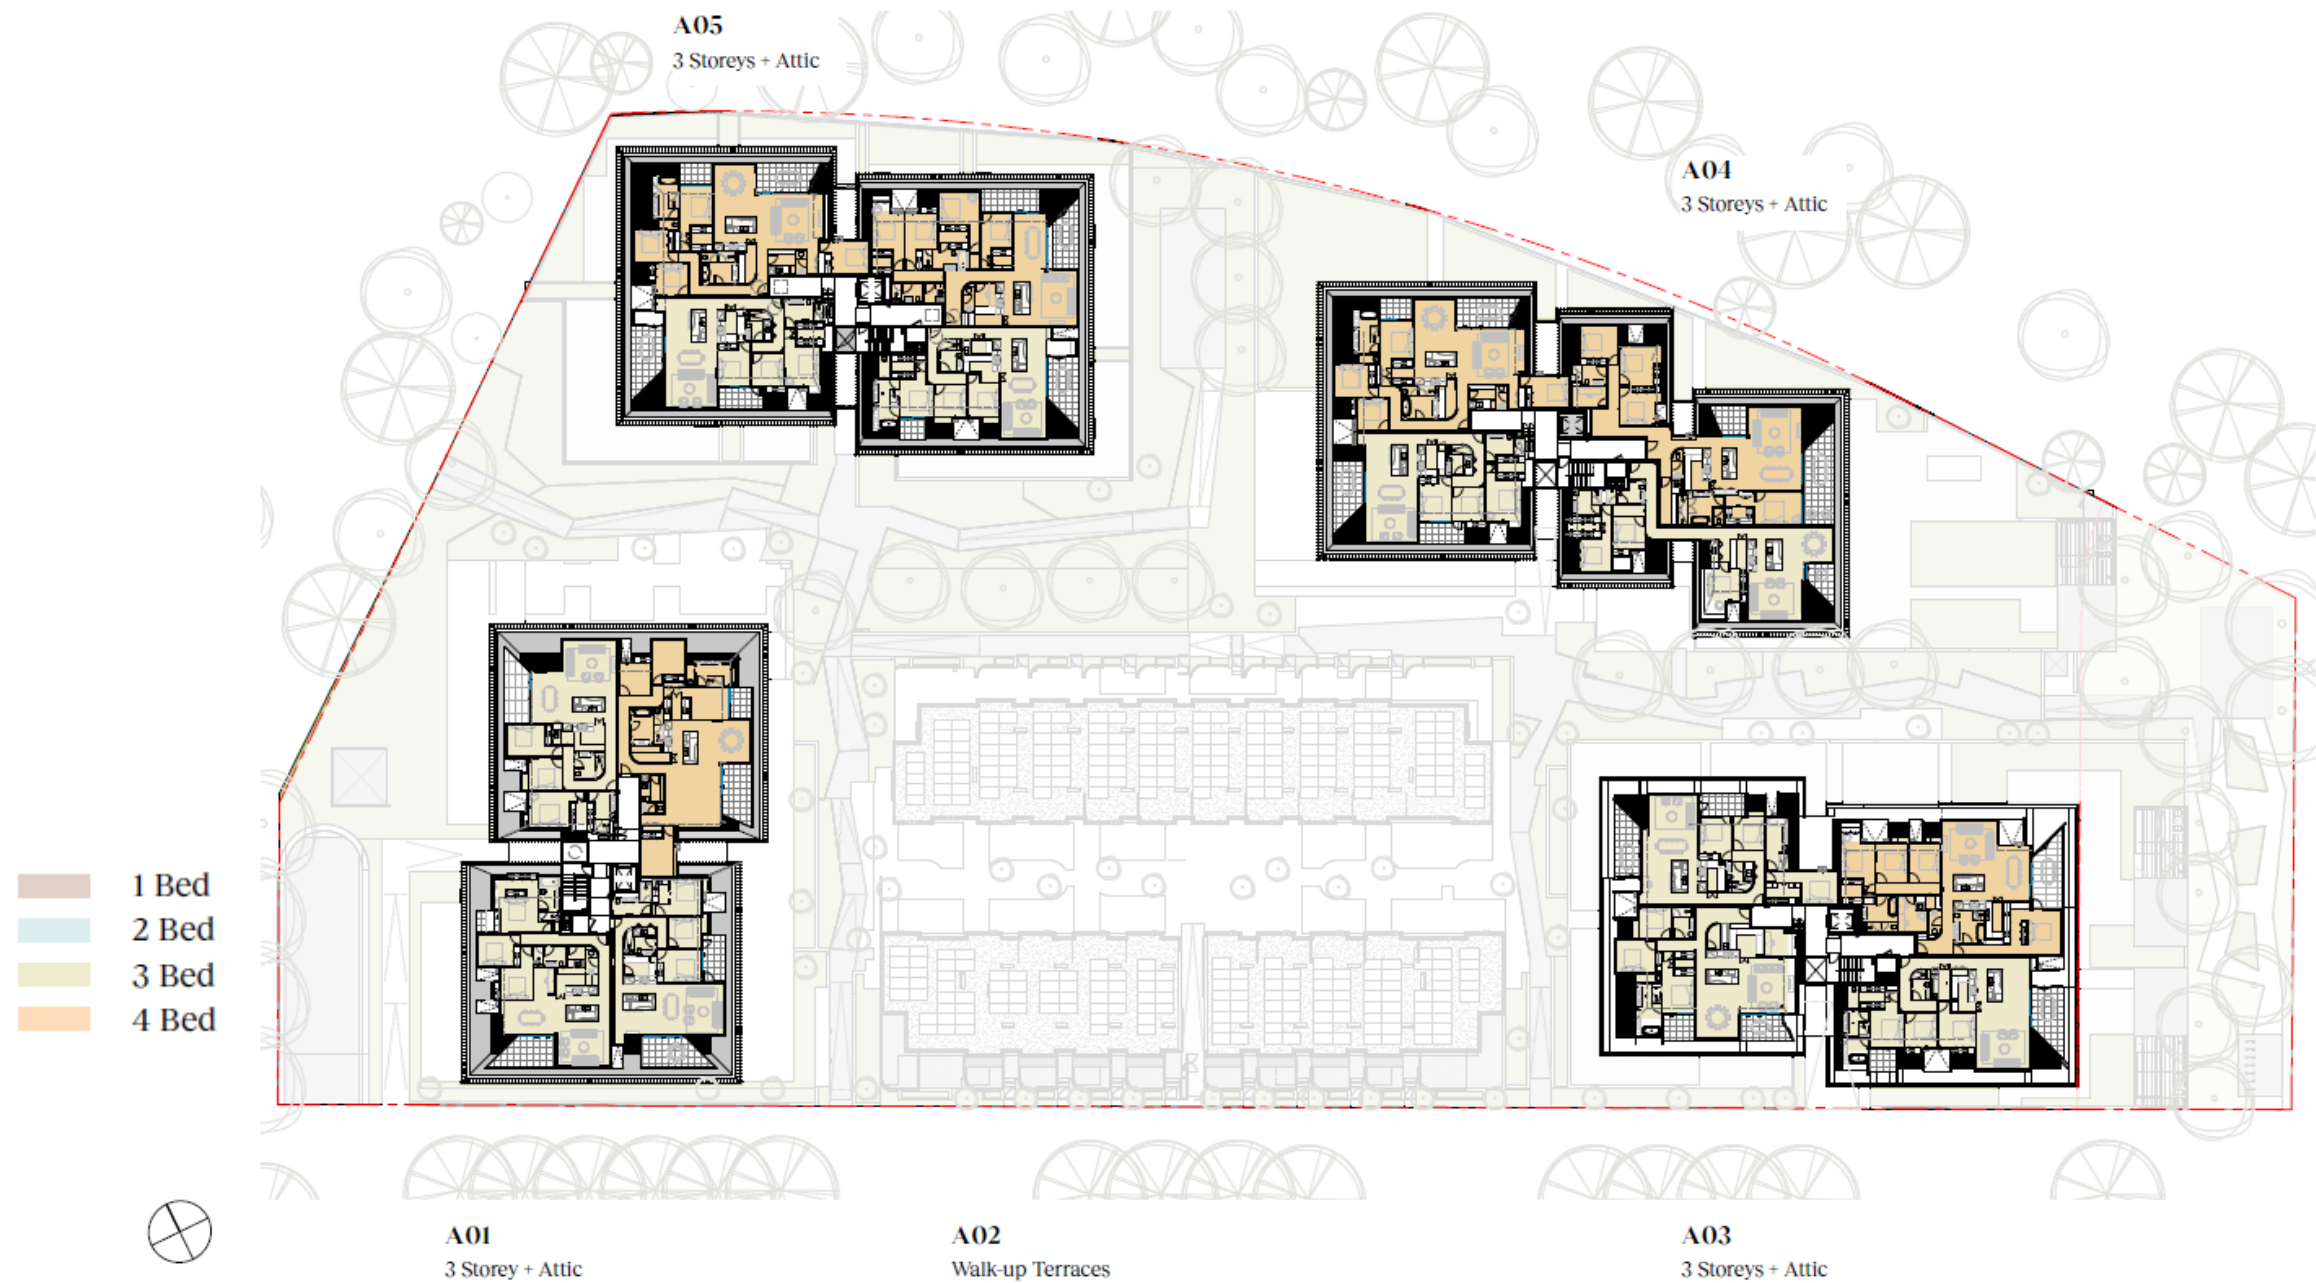 A05
3 Storeys + Attic
A04
3 Storeys + Attic
1 Bed
2 Bed
3 Bed
4 Bed
A01
3 Storey + Attic
A02
Walk-up Terraces
A03
3 Storeys + Attic